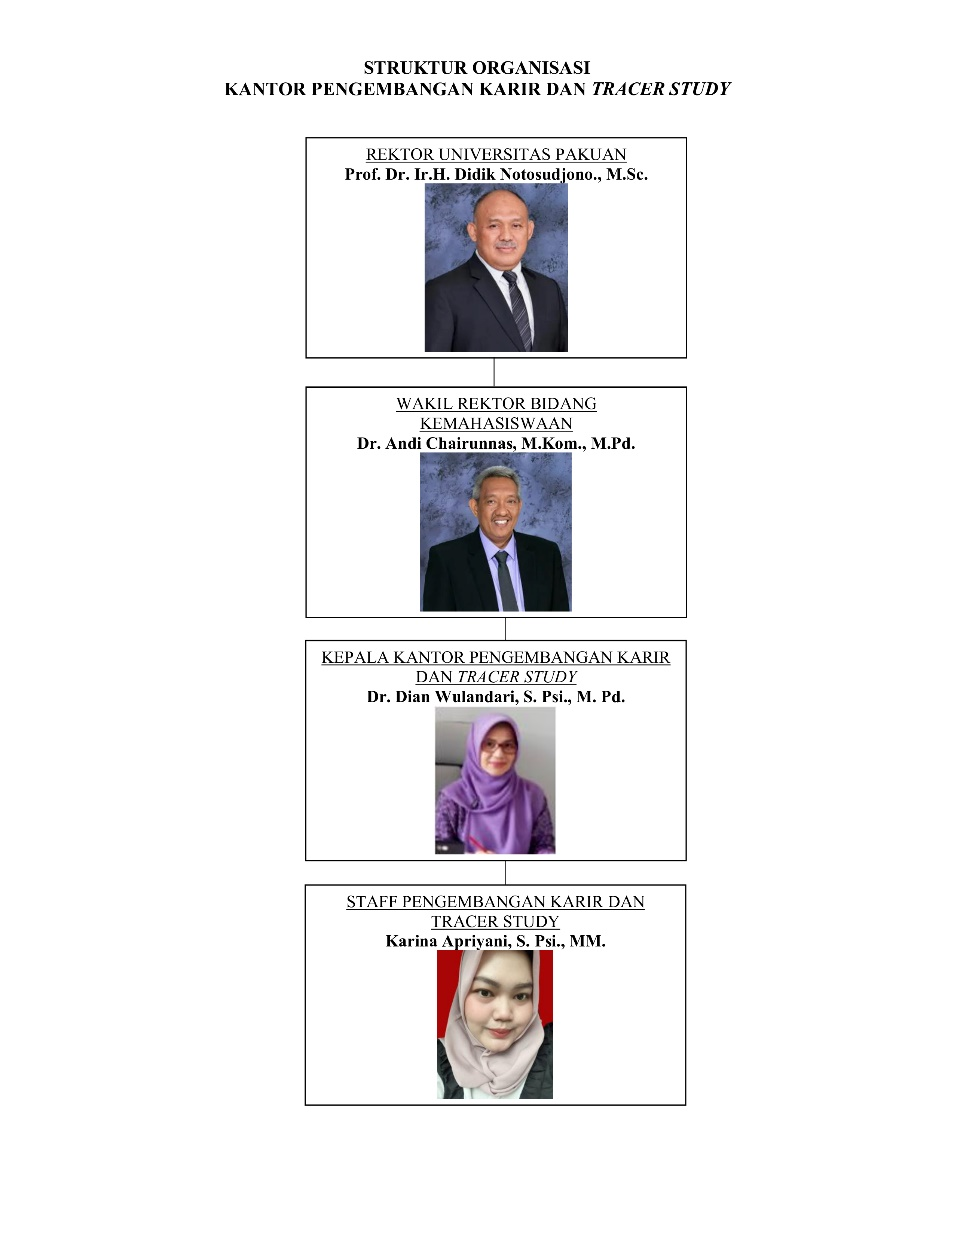 STRUKTUR ORGANISASI
KANTOR PENGEMBANGAN KARIR DAN TRACER STUDY
REKTOR UNIVERSITAS PAKUAN
Prof. Dr. Ir.H. Didik Notosudjono., M.Sc.
WAKIL REKTOR BIDANG
KEMAHASISWAAN
Dr. Andi Chairunnas, M.Kom., M.Pd.
KEPALA KANTOR PENGEMBANGAN KARIR
DAN TRACER STUDY
Dr. Dian Wulandari, S. Psi., M. Pd.
STAFF PENGEMBANGAN KARIR DAN
TRACER STUDY
Karina Apriyani, S. Psi., MM.